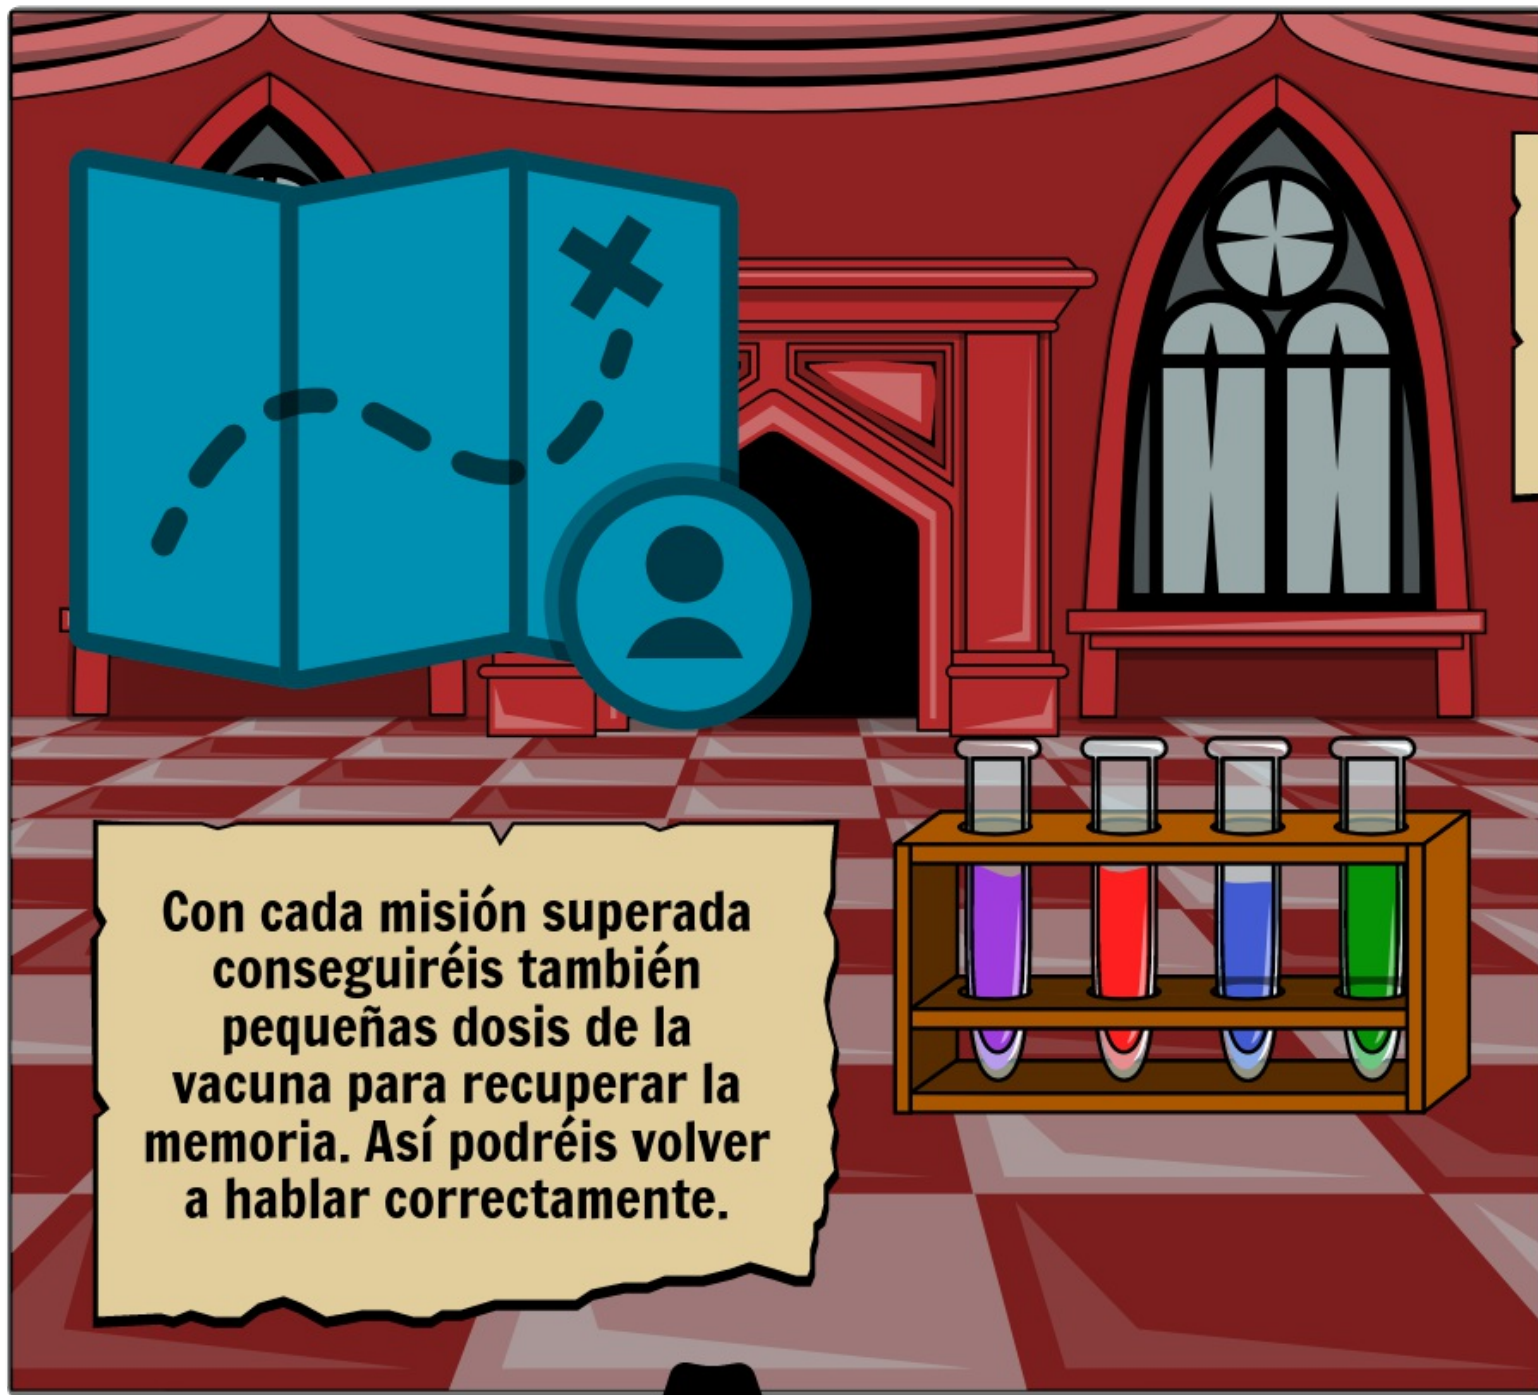 Con cada misión superada
conseguiréis también
pequeñas dosis de la
vacuna para recuperar la
memoria. Así podréis volver
a hablar correctamente.